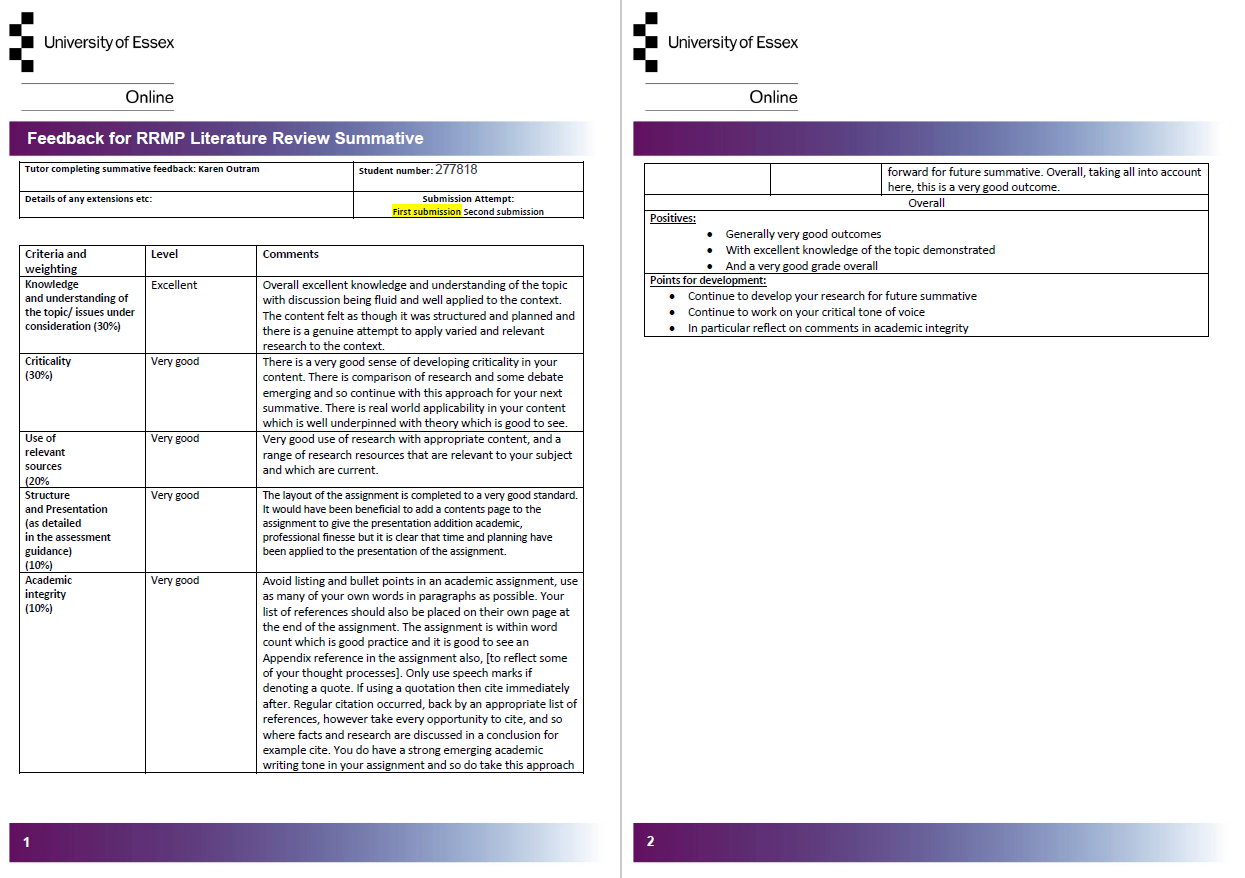 University of Essex
Online
Feedback for RRMP Literature Review Summative
Tutor completing summative feedback: Karen Outram
Student number: 277818
Details of any extensions etc:
Submission Attempt:
First submission Second submission
Criteria and
weighting
Level
Comments
Knowledge
and understanding of
the topic/ issues under
consideration (30%)
Excellent
Overall excellent knowledge and understanding of the topic
with discussion being fluid and well applied to the context.
The content felt as though it was structured and planned and
there is a genuine attempt to apply varied and relevant
research to the context.
Criticality
(30%)
Very good
There is a very good sense of developing criticality in your
content. There is comparison of research and some debate
emerging and so continue with this approach for your next
summative. There is real world applicability in your content
which is well underpinned with theory which is good to see.
Use of
relevant
sources
(20%
Very good
Very good use of research with appropriate content, and a
range of research resources that are relevant to your subject
and which are current.
Structure
and Presentation
(as detailed
in the assessment
guidance)
(10%)
Very good
The layout of the assignment is completed to a very good standard.
It would have been beneficial to add a contents page to the
assignment to give the presentation addition academic,
professional finesse but it is clear that time and planning have
been applied to the presentation of the assignment.
Academic
integrity
(10%)
Very good
Avoid listing and bullet points in an academic assignment, use
as many of your own words in paragraphs as possible. Your
list of references should also be placed on their own page at
the end of the assignment. The assignment is within word
count which is good practice and it is good to see an
Appendix reference in the assignment also, [to reflect some
of your thought processes]. Only use speech marks if
denoting a quote. If using a quotation then cite immediately
after. Regular citation occurred, back by an appropriate list of
references, however take every opportunity to cite, and so
where facts and research are discussed in a conclusion for
example cite. You do have a strong emerging academic
writing tone in your assignment and so do take this approach
1
University of Essex
Online
forward for future summative. Overall, taking all into account
here, this is a very good outcome.
Overall
Positives:
• Generally very good outcomes
• With excellent knowledge of the topic demonstrated
• And a very good grade overall
Points for development:
• Continue to develop your research for future summative
• Continue to work on your critical tone of voice
• In particular reflect on comments in academic integrity
2